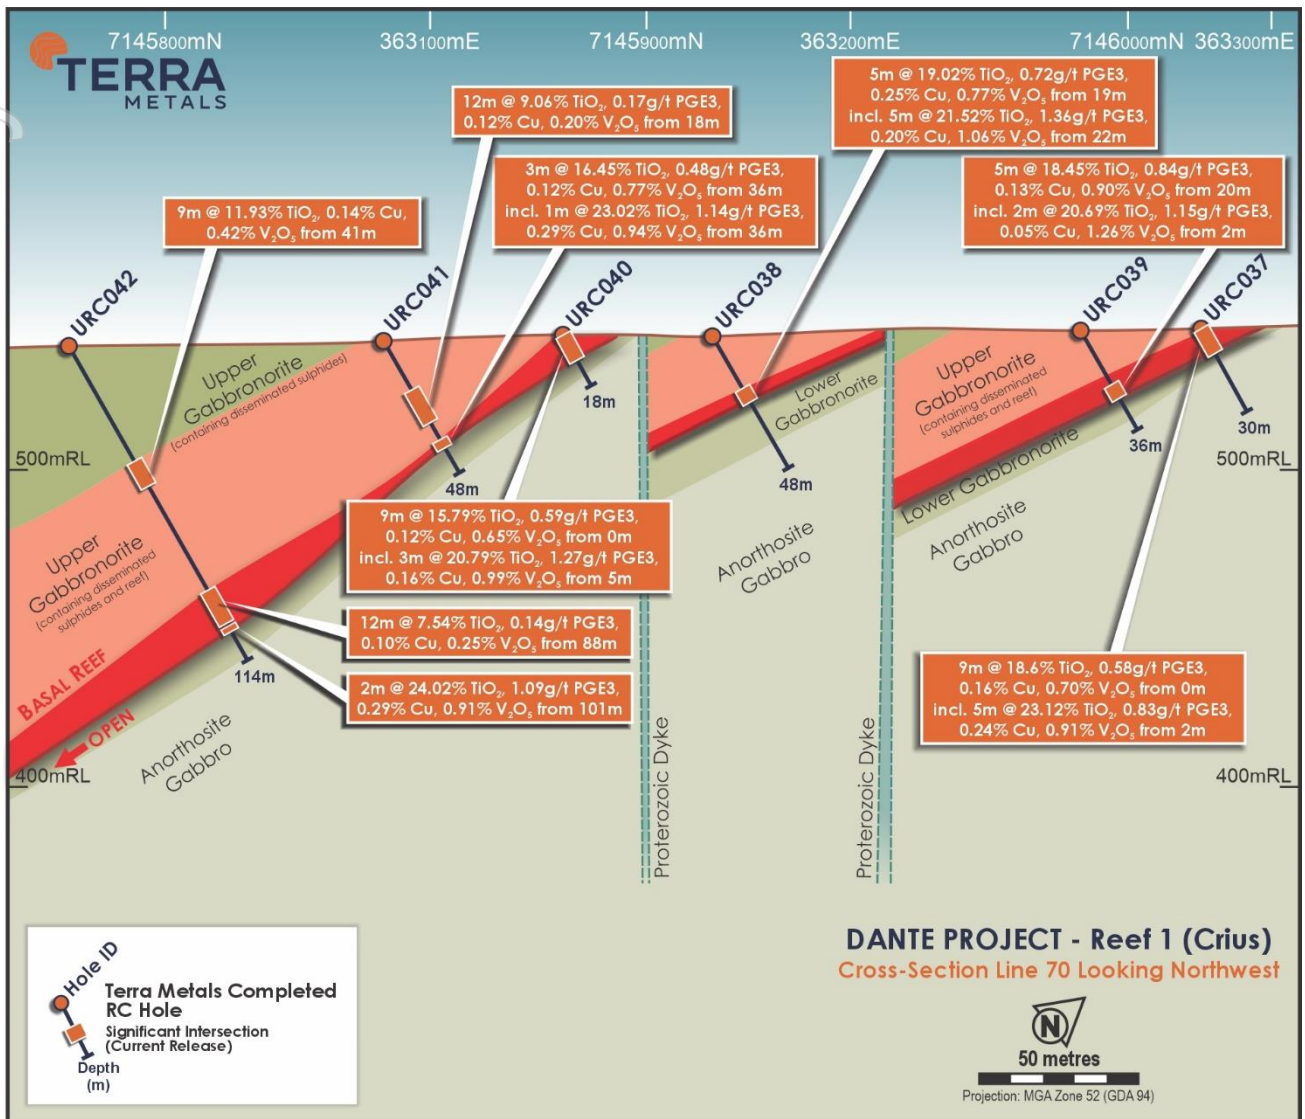 7145800mN
363100mE
7145900mN
363200mE
7146000mN
363300mE
TERRA
METALS
12m @ 9.06% TiO₂, 0.17g/t PGE3,
0.12% Cu, 0.20% V₂O₅ from 18m
5m @ 19.02% TiO₂, 0.72g/t PGE3,
0.25% Cu, 0.77% V₂O₅ from 19m
incl. 5m @ 21.52% TiO₂, 1.36g/t PGE3,
0.20% Cu, 1.06% V₂O₅ from 22m
3m @ 16.45% TiO₂, 0.48g/t PGE3,
0.12% Cu, 0.77% V₂O₅ from 36m
incl. 1m @ 23.02% TiO₂, 1.14g/t PGE3,
0.29% Cu, 0.94% V₂O₅ from 36m
5m @ 18.45% TiO₂, 0.84g/t PGE3,
0.13% Cu, 0.90% V₂O₅ from 20m
incl. 2m @ 20.69% TiO₂, 1.15g/t PGE3,
0.05% Cu, 1.26% V₂O₅ from 2m
9m @ 11.93% TiO₂, 0.14% Cu,
0.42% V₂O₅ from 41m
URC042
URC041
URC040
URC038
URC039
URC037
Upper
Gabbronorite
(containing disseminated sulphides)
18m
Lower
Gabbronorite
Upper
Gabbronorite
(containing disseminated
sulphides and reef)
30m
36m
500mRL
500mRL
48m
48m
Lower Gabbronorite
9m @ 15.79% TiO₂, 0.59g/t PGE3,
0.12% Cu, 0.65% V₂O₅ from 0m
incl. 3m @ 20.79% TiO₂, 1.27g/t PGE3,
0.16% Cu, 0.99% V₂O₅ from 5m
Anorthosite
Gabbro
Anorthosite
Gabbro
Upper
Gabbronorite
(containing disseminated
sulphides and reef)
12m @ 7.54% TiO₂, 0.14g/t PGE3,
0.10% Cu, 0.25% V₂O₅ from 88m
114m
2m @ 24.02% TiO₂, 1.09g/t PGE3,
0.29% Cu, 0.91% V₂O₅ from 101m
9m @ 18.6% TiO₂, 0.58g/t PGE3,
0.16% Cu, 0.70% V₂O₅ from 0m
incl. 5m @ 23.12% TiO₂, 0.83g/t PGE3,
0.24% Cu, 0.91% V₂O₅ from 2m
BASAL REEF
OPEN
Anorthosite
Gabbro
Proterozoic Dyke
Proterozoic Dyke
400mRL
400mRL
Hole ID
Terra Metals Completed
RC Hole
Significant Intersection
(Current Release)
Depth
(m)
DANTE PROJECT - Reef 1 (Crius)
Cross-Section Line 70 Looking Northwest
N
50 metres
Projection: MGA Zone 52 (GDA 94)